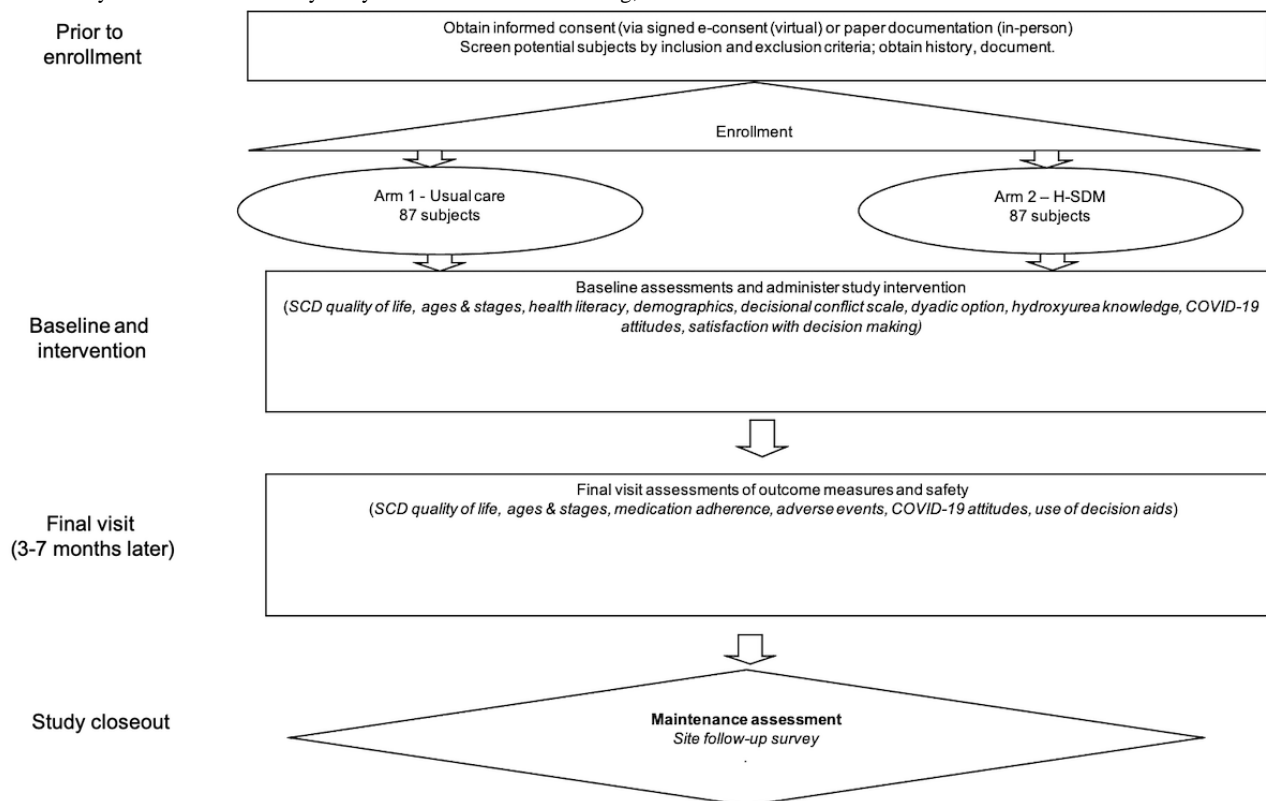 Prior to
enrollment
Obtain informed consent (via signed e-consent (virtual) or paper documentation (in-person)
Screen potential subjects by inclusion and exclusion criteria; obtain history, document.
Enrollment
Arm 1 - Usual care
87 subjects
Arm 2 – H-SDM
87 subjects
Baseline and
intervention
Baseline assessments and administer study intervention
(SCD quality of life, ages & stages, health literacy, demographics, decisional conflict scale, dyadic option, hydroxyurea knowledge, COVID-19
attitudes, satisfaction with decision making)
Final visit
(3-7 months later)
Final visit assessments of outcome measures and safety
(SCD quality of life, ages & stages, medication adherence, adverse events, COVID-19 attitudes, use of decision aids)
Study closeout
Maintenance assessment
Site follow-up survey
.